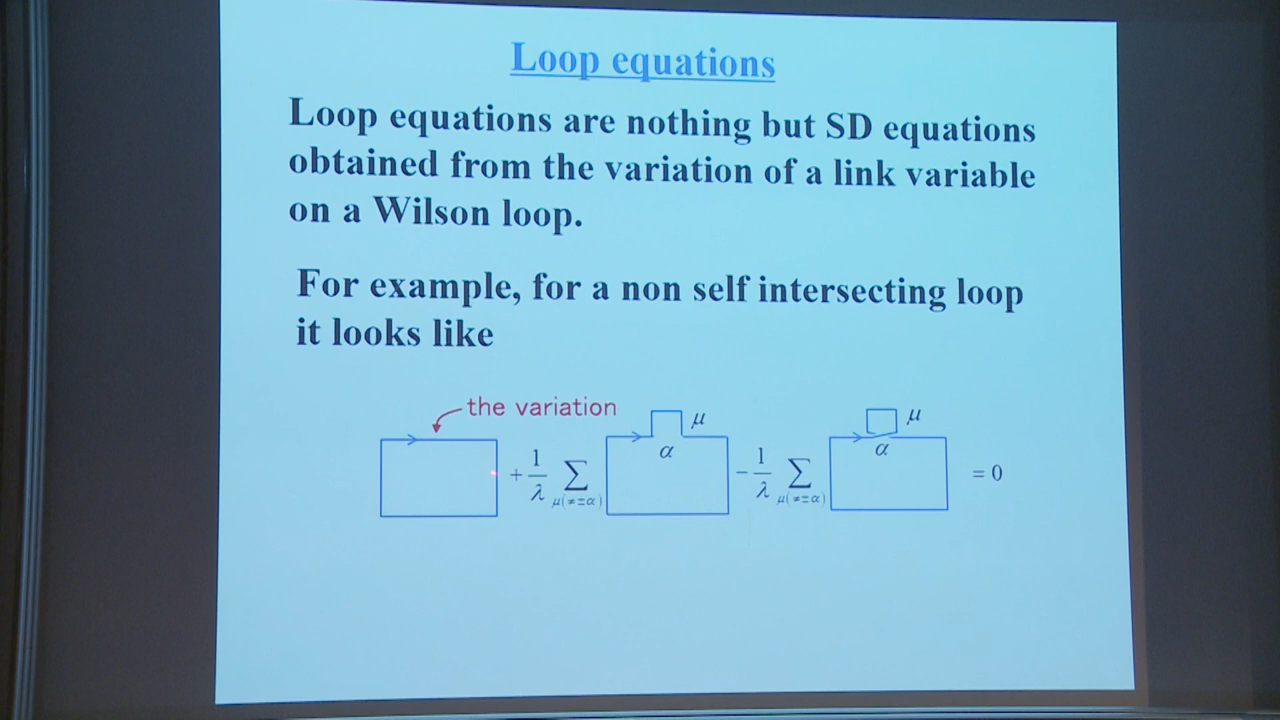 Loop equations
Loop equations are nothing but SD equations
obtained from the variation of a link variable
on a Wilson loop.
For example, for a non self intersecting loop
it looks like
the variation
μ μ
α α
+ 1/λ ∑ μ(≠±α) − 1/λ ∑ μ(≠±α) = 0